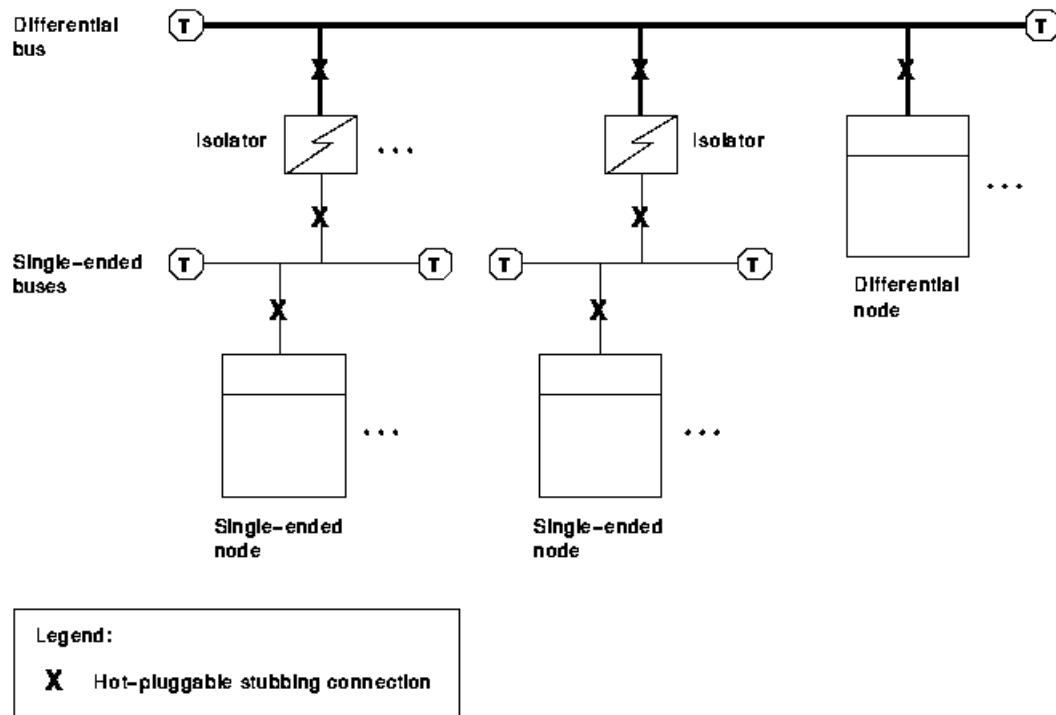 Differential
bus
T
T
X
X
X
Isolator
...
Isolator
...
X
X
Single-ended
buses
T
T
T
T
Differential
node
X
X
...
...
Single-ended
node
Single-ended
node
Legend:
X Hot-pluggable stubbing connection